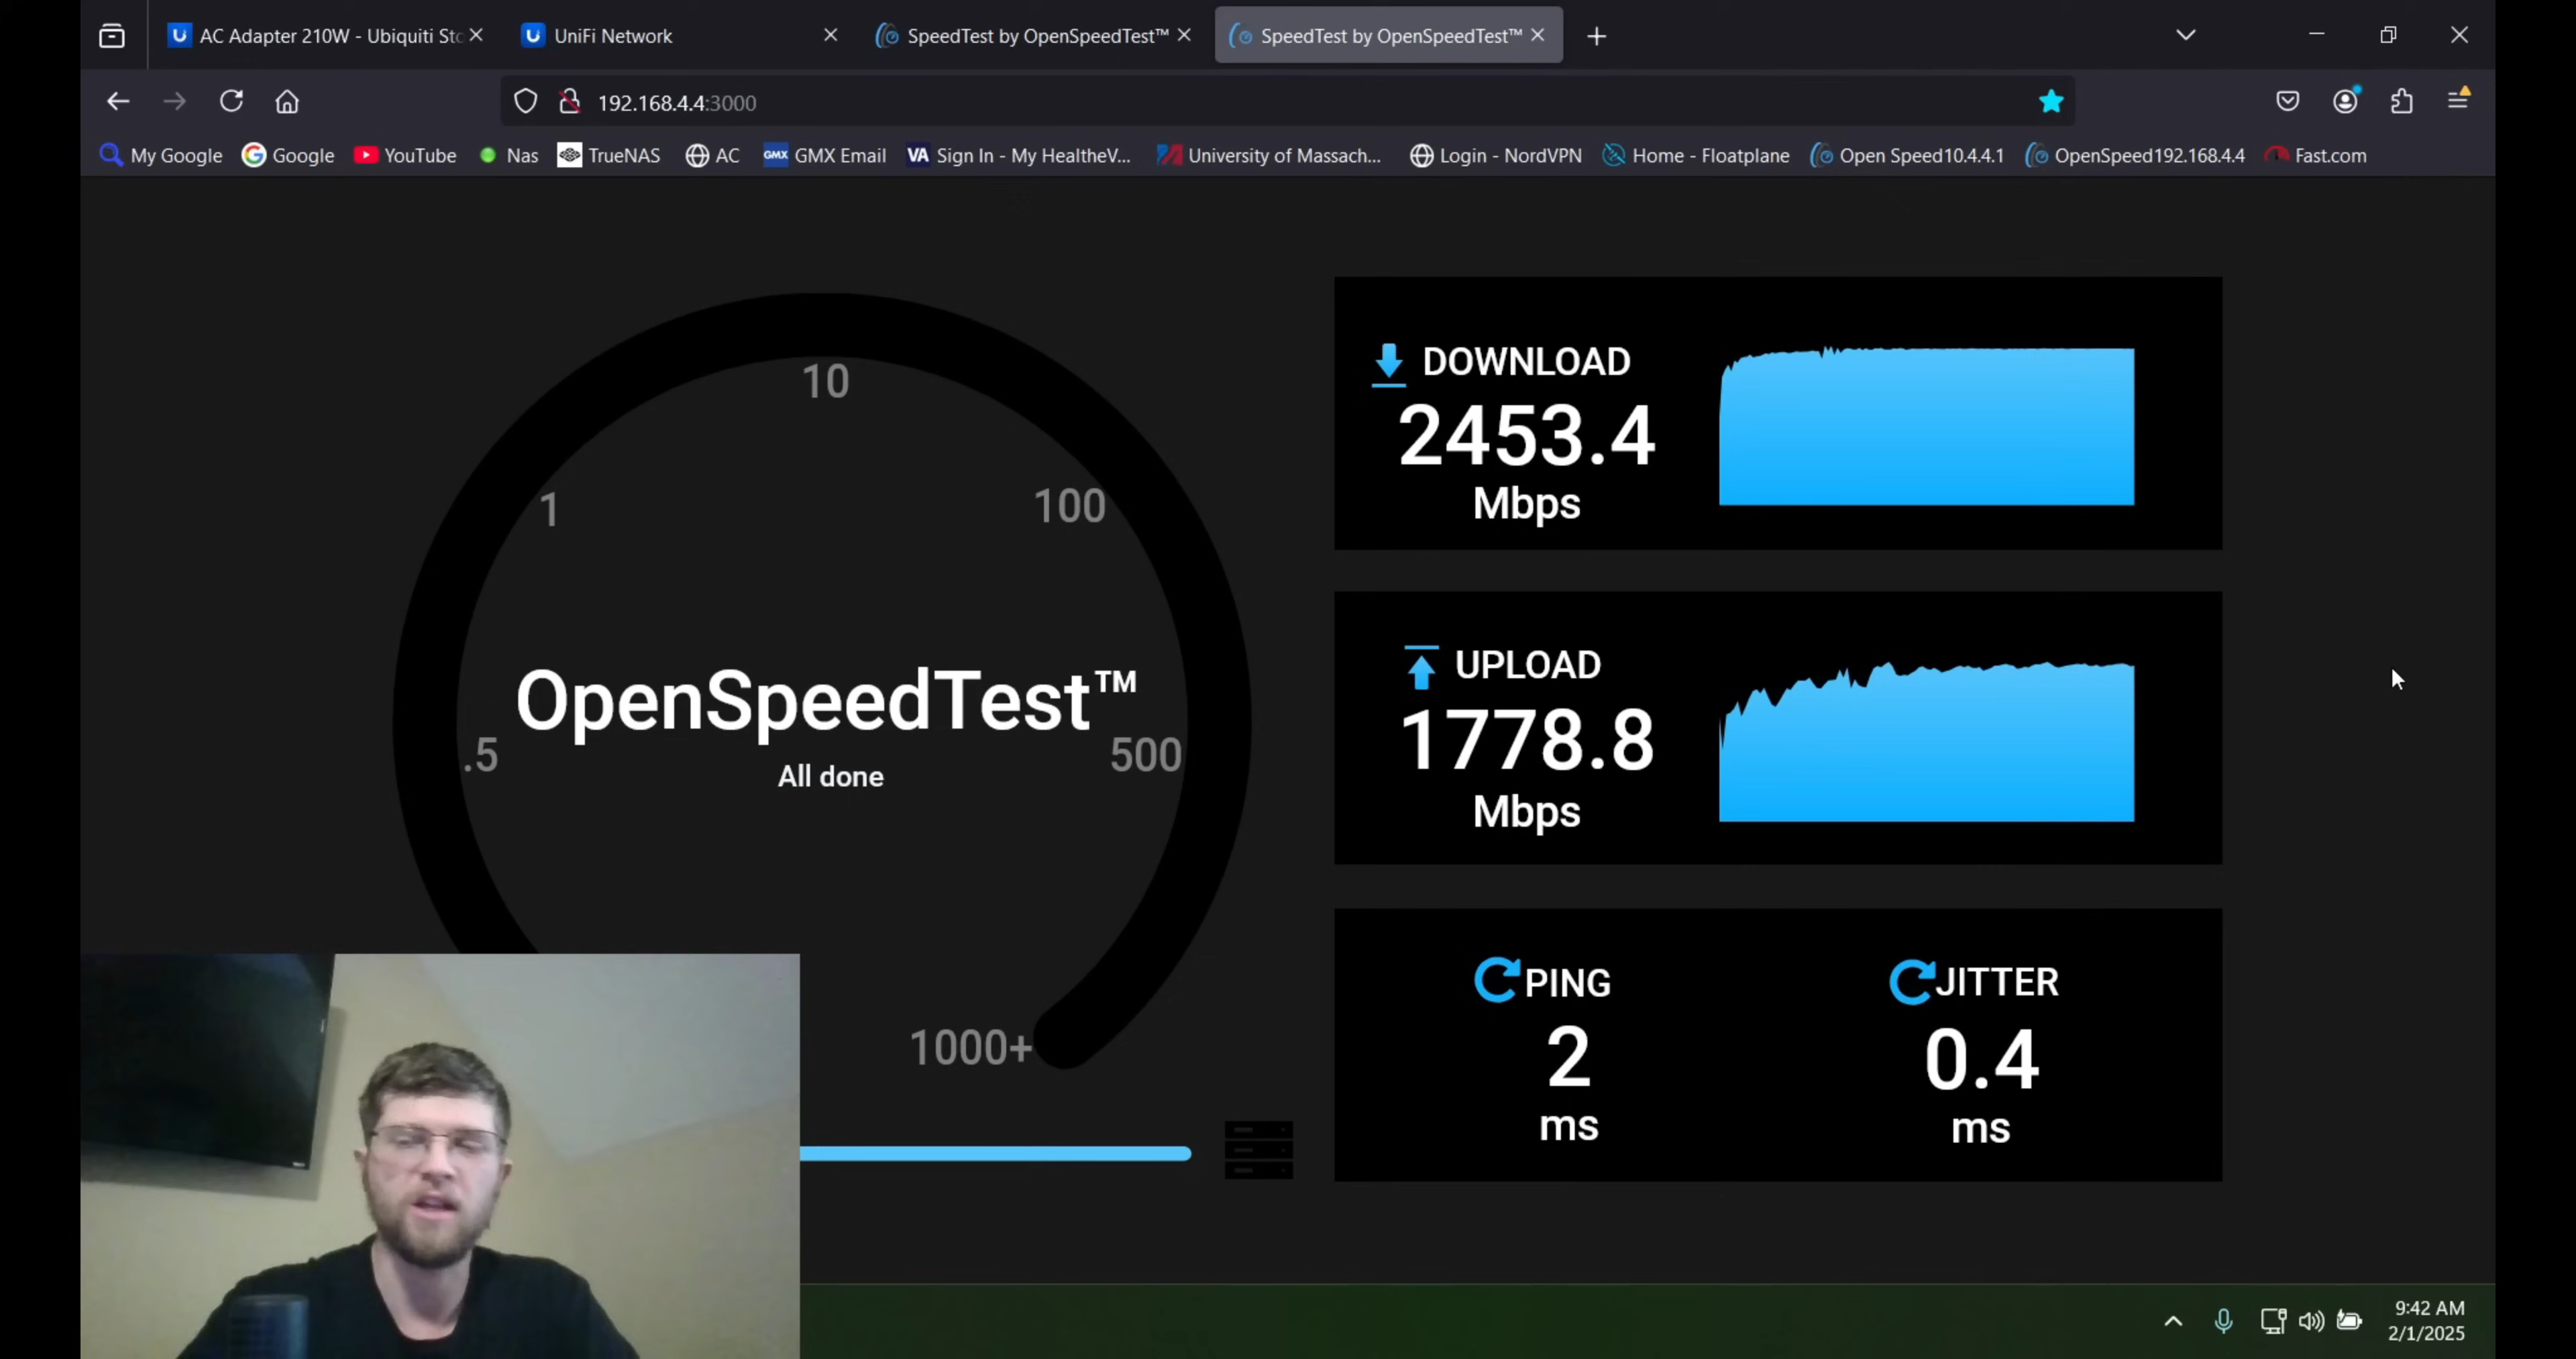 AC Adapter 210W - Ubiquiti Sto
UniFi Network
SpeedTest by OpenSpeedTest™
SpeedTest by OpenSpeedTest™
192.168.4.4:3000
My Google
Google
YouTube
Nas
TrueNAS
AC
GMX
GMX Email
VA
Sign In - My HealtheV...
University of Massach...
Login - NordVPN
Home - Floatplane
Open Speed10.4.4.1
OpenSpeed192.168.4.4
Fast.com
10
1
100
.5
500
1000+
OpenSpeedTest™
All done
DOWNLOAD
2453.4
Mbps
UPLOAD
1778.8
Mbps
PING
2
ms
JITTER
0.4
ms
9:42 AM
2/1/2025